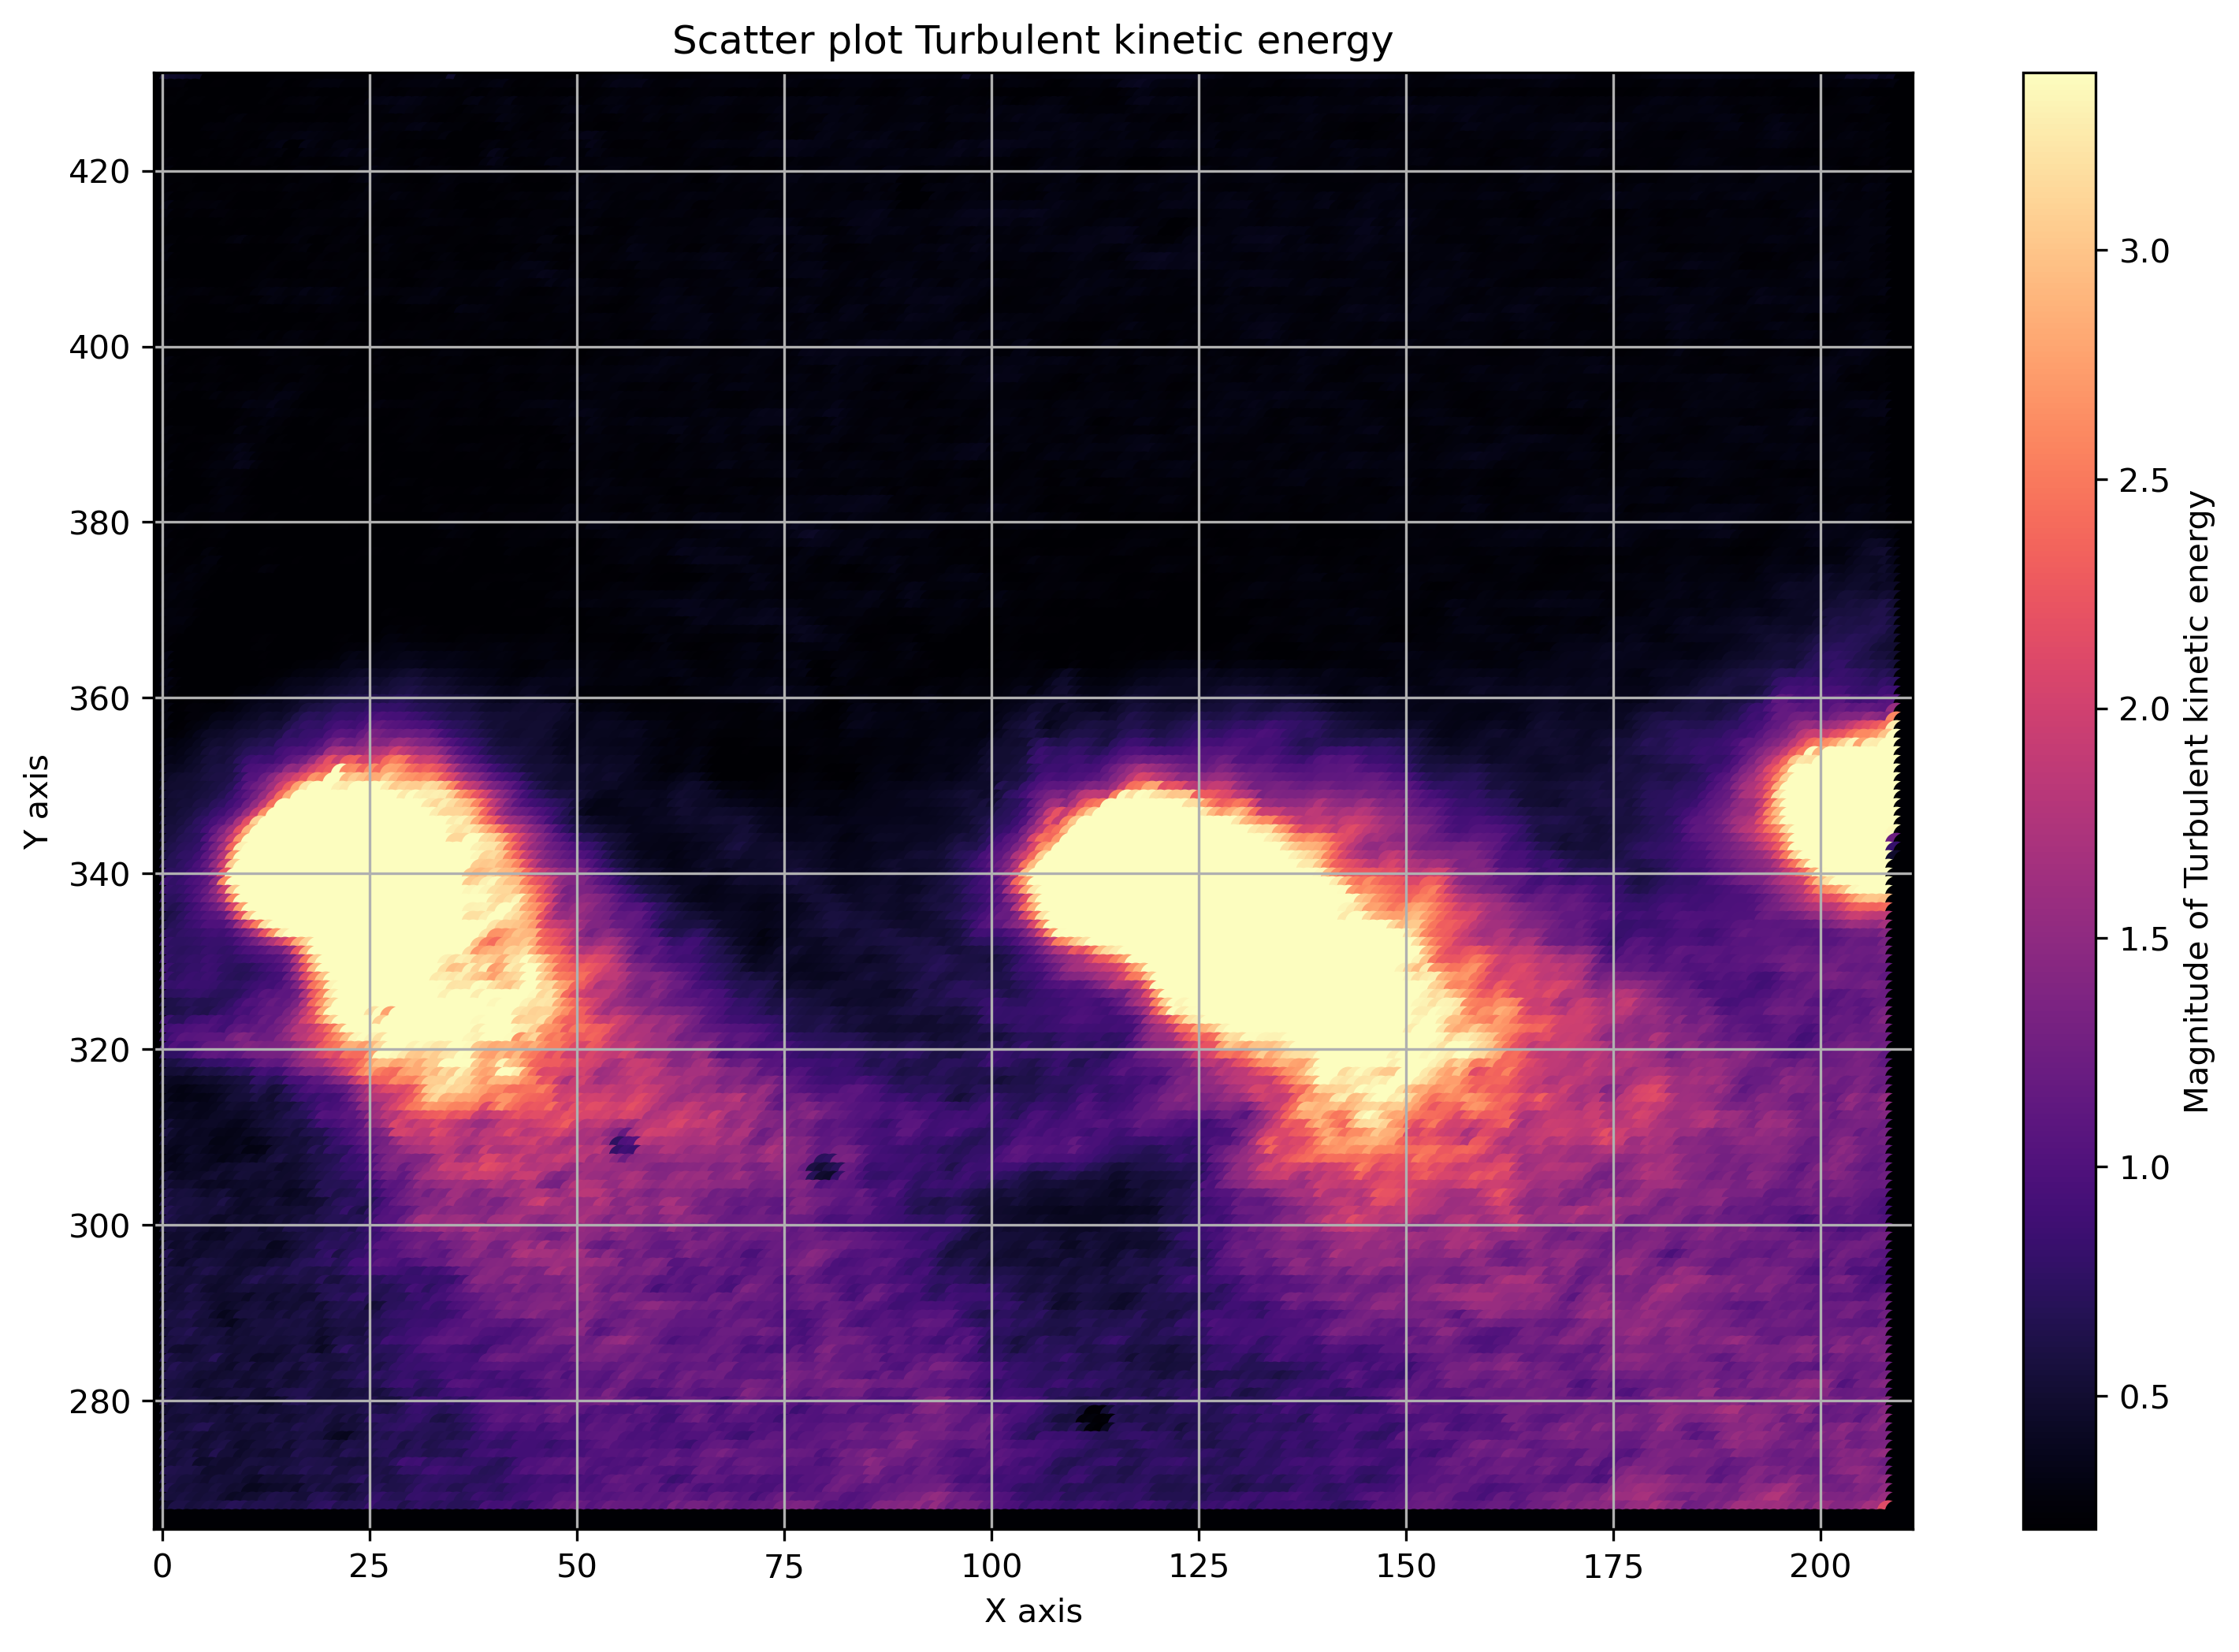 Scatter plot Turbulent kinetic energy
420
400
380
360
340
320
300
280
Y axis
0 25 50 75 100 125 150 175 200
X axis
3.0
2.5
2.0
1.5
1.0
0.5
Magnitude of Turbulent kinetic energy